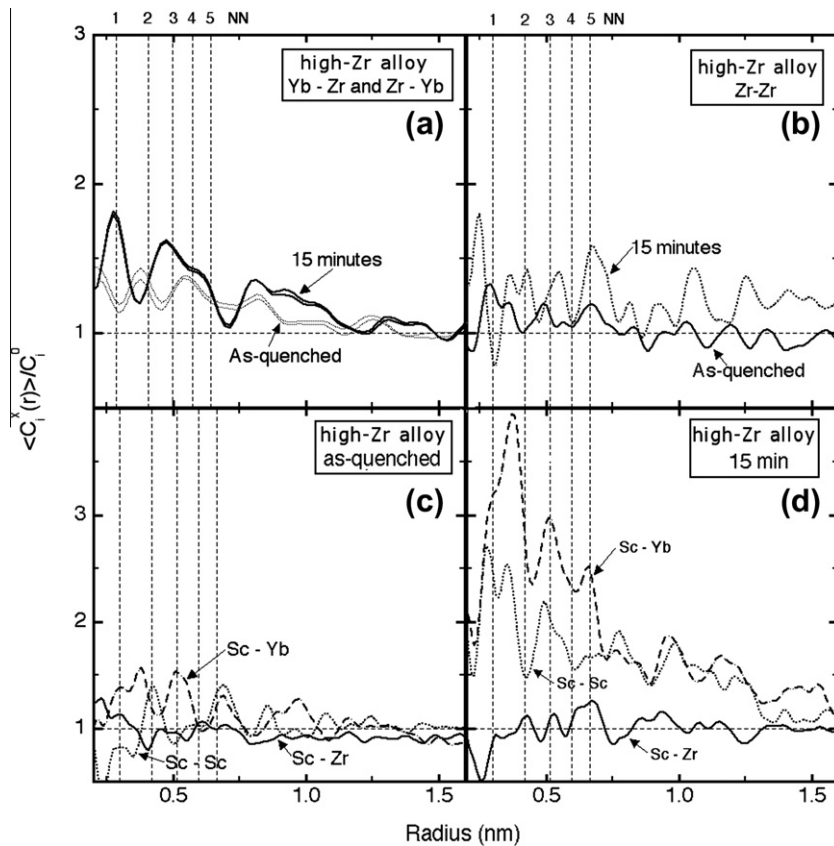 1 2 3 4 5 NN
1 2 3 4 5 NN
3
2
1
high-Zr alloy
Yb - Zr and Zr - Yb
(a)
15 minutes
As-quenched
high-Zr alloy
Zr-Zr
(b)
15 minutes
As-quenched
<C_i^x(r)>/C_i^o
3
2
1
high-Zr alloy
as-quenched
(c)
Sc - Yb
Sc - Sc
Sc - Zr
high-Zr alloy
15 min
(d)
Sc - Yb
Sc - Sc
Sc - Zr
0.5 1.0 1.5
0.5 1.0 1.5
Radius (nm)